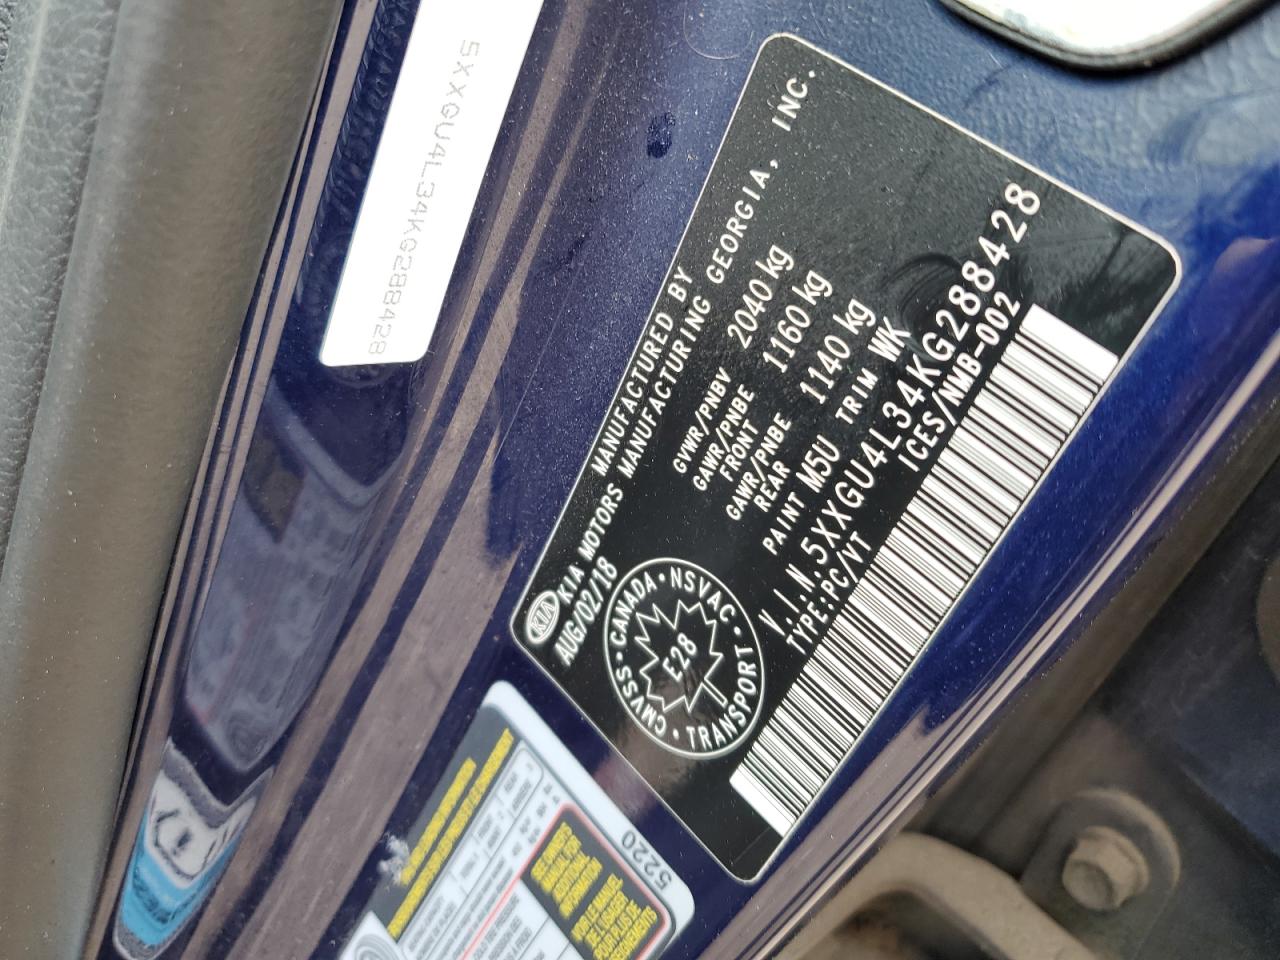 5XXGU4L34KG288428
MANUFACTURED BY
KIA KIA MOTORS MANUFACTURING GEORGIA, INC.
AUG/02/18
GVWR/PNBV 2040 kg
GAWR/PNBE FRONT 1160 kg
GAWR/PNBE REAR 1140 kg
PAINT M5U TRIM WK
V.I.N.5XXGU4L34KG288428
TYPE:PC/VT ICES/NMB-002
CANADA · NSVAC · TRANSPORT · CMVSS ·
E28
5220